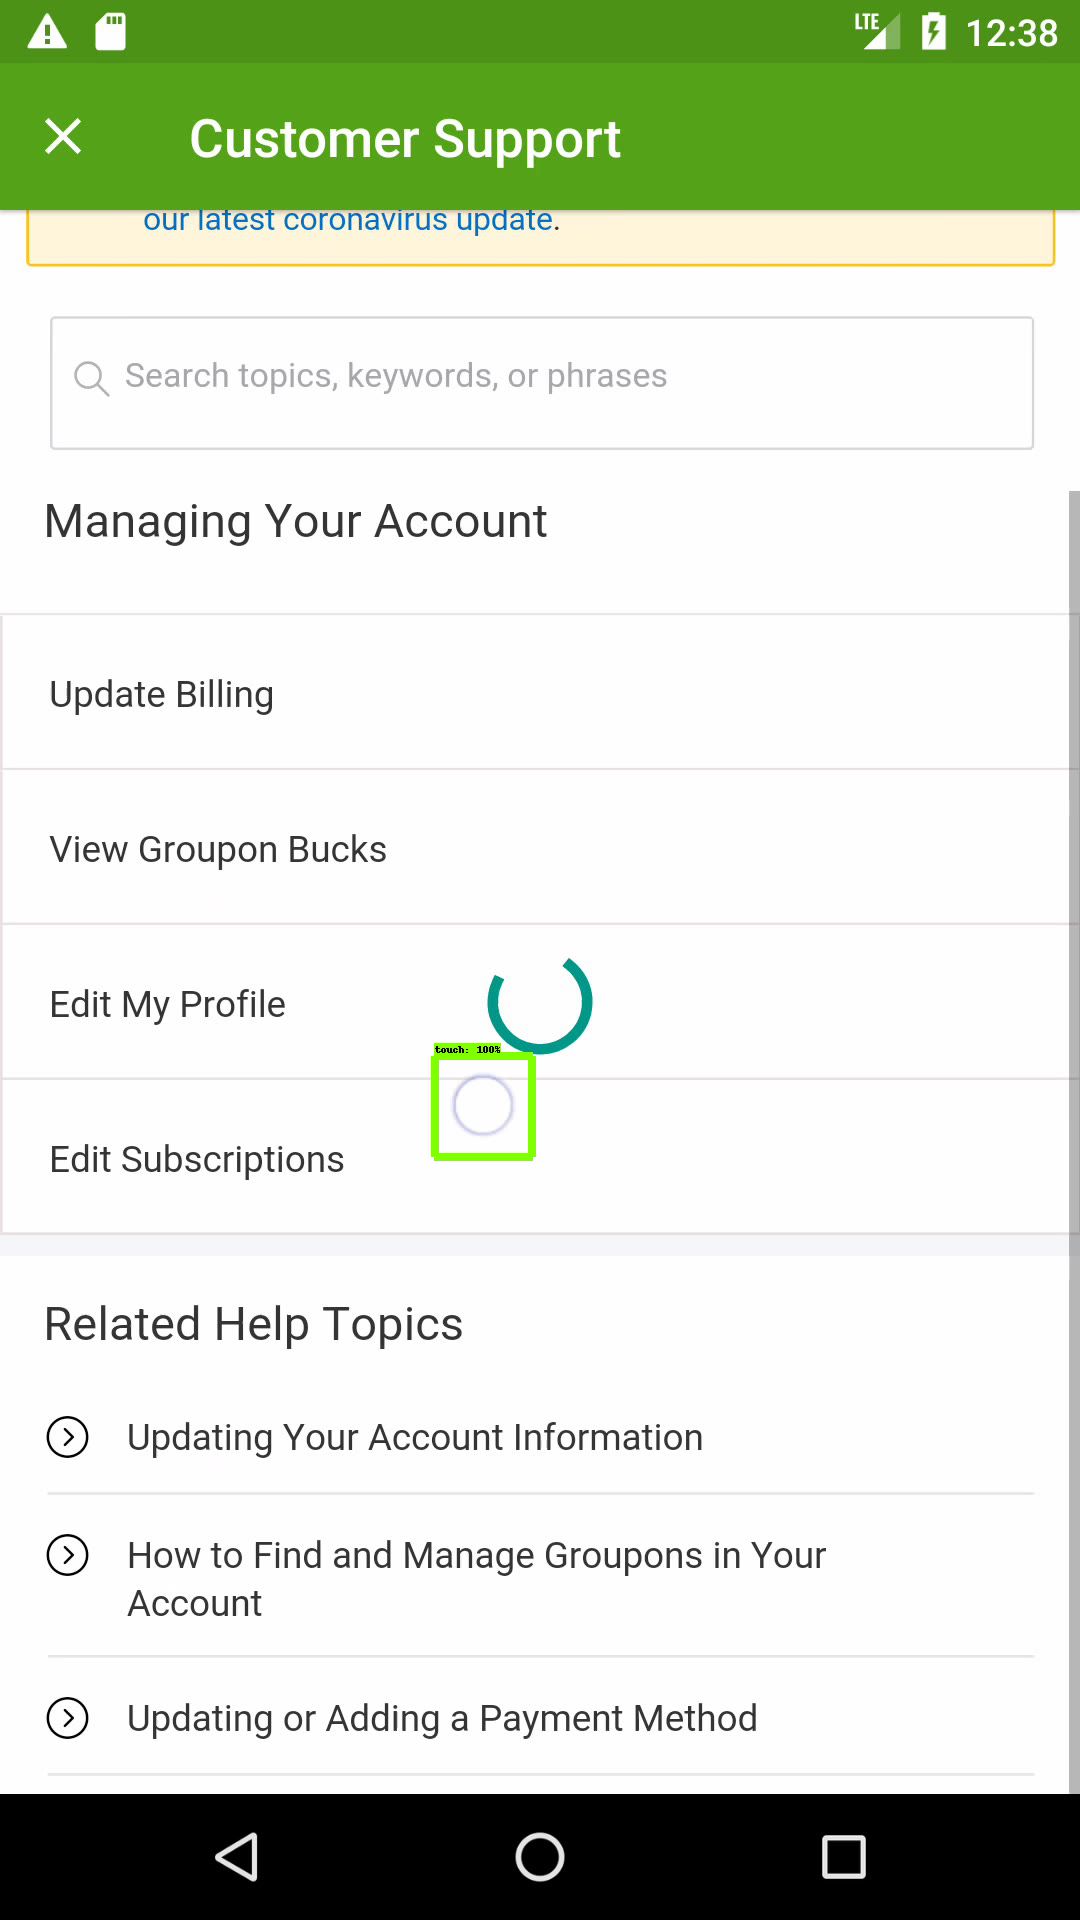 LTE 12:38
Customer Support
our latest coronavirus update.
Search topics, keywords, or phrases
Managing Your Account
Update Billing
View Groupon Bucks
Edit My Profile
touch: 100%
Edit Subscriptions
Related Help Topics
Updating Your Account Information
How to Find and Manage Groupons in Your
Account
Updating or Adding a Payment Method